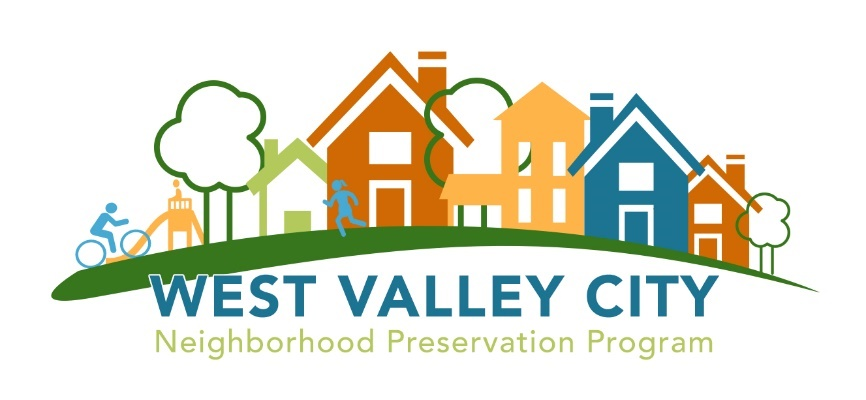 WEST VALLEY CITY
Neighborhood Preservation Program